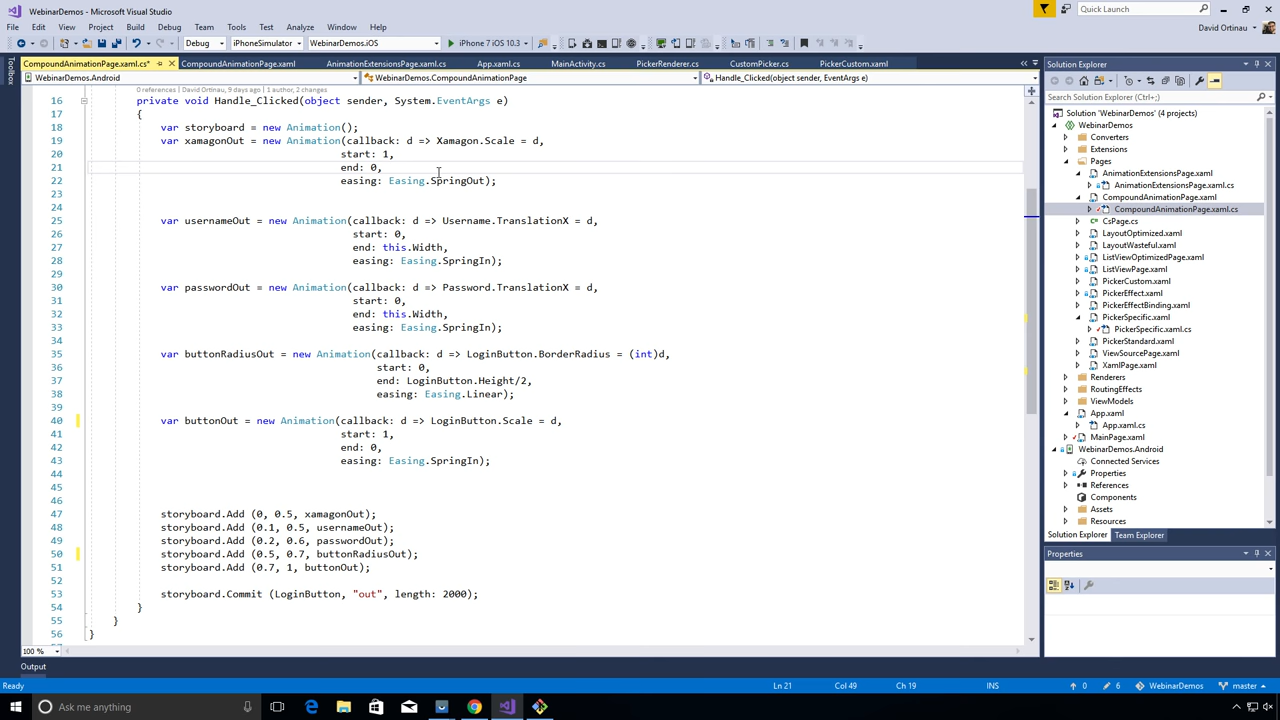 WebinarDemos - Microsoft Visual Studio
Quick Launch (Ctrl+Q)
File Edit View Project Build Debug Team Tools Test Analyze Window Help
David Ortinau
Debug iPhoneSimulator WebinarDemos.iOS iPhone 7 iOS 10.3
CompoundAnimationPage.xaml.cs* CompoundAnimationPage.xaml AnimationExtensionsPage.xaml.cs App.xaml.cs MainActivity.cs PickerRenderer.cs CustomPicker.cs PickerCustom.xaml
Toolbox
WebinarDemos.Android WebinarDemos.CompoundAnimationPage Handle_Clicked(object sender, EventArgs e)
0 references | David Ortinau, 9 days ago | 1 author, 2 changes
16 private void Handle_Clicked(object sender, System.EventArgs e)
17 {
18 var storyboard = new Animation();
19 var xamagonOut = new Animation(callback: d => Xamagon.Scale = d,
20 start: 1,
21 end: 0,
22 easing: Easing.SpringOut);
23
24
25 var usernameOut = new Animation(callback: d => Username.TranslationX = d,
26 start: 0,
27 end: this.Width,
28 easing: Easing.SpringIn);
29
30 var passwordOut = new Animation(callback: d => Password.TranslationX = d,
31 start: 0,
32 end: this.Width,
33 easing: Easing.SpringIn);
34
35 var buttonRadiusOut = new Animation(callback: d => LoginButton.BorderRadius = (int)d,
36 start: 0,
37 end: LoginButton.Height/2,
38 easing: Easing.Linear);
39
40 var buttonOut = new Animation(callback: d => LoginButton.Scale = d,
41 start: 1,
42 end: 0,
43 easing: Easing.SpringIn);
44
45
46
47 storyboard.Add (0, 0.5, xamagonOut);
48 storyboard.Add (0.1, 0.5, usernameOut);
49 storyboard.Add (0.2, 0.6, passwordOut);
50 storyboard.Add (0.5, 0.7, buttonRadiusOut);
51 storyboard.Add (0.7, 1, buttonOut);
52
53 storyboard.Commit (LoginButton, "out", length: 2000);
54 }
55 }
56 }
100 %
Output
Solution Explorer
Search Solution Explorer (Ctrl+;)
Solution 'WebinarDemos' (4 projects)
WebinarDemos
Converters
Extensions
Pages
AnimationExtensionsPage.xaml
AnimationExtensionsPage.xaml.cs
CompoundAnimationPage.xaml
CompoundAnimationPage.xaml.cs
CsPage.cs
LayoutOptimized.xaml
LayoutWasteful.xaml
ListViewOptimizedPage.xaml
ListViewPage.xaml
PickerCustom.xaml
PickerEffect.xaml
PickerEffectBinding.xaml
PickerSpecific.xaml
PickerSpecific.xaml.cs
PickerStandard.xaml
ViewSourcePage.xaml
XamlPage.xaml
Renderers
RoutingEffects
ViewModels
App.xaml
App.xaml.cs
MainPage.xaml
WebinarDemos.Android
Connected Services
Properties
References
Components
Assets
Resources
Solution Explorer Team Explorer
Properties
Ready Ln 21 Col 49 Ch 19 INS 0 6 WebinarDemos master
Ask me anything